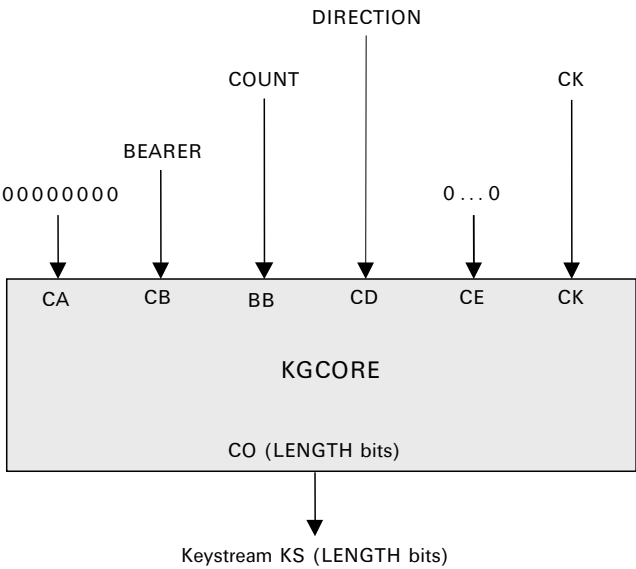 DIRECTION
COUNT CK
BEARER
00000000 0...0
CA CB BB CD CE CK
KGCORE
CO (LENGTH bits)
Keystream KS (LENGTH bits)